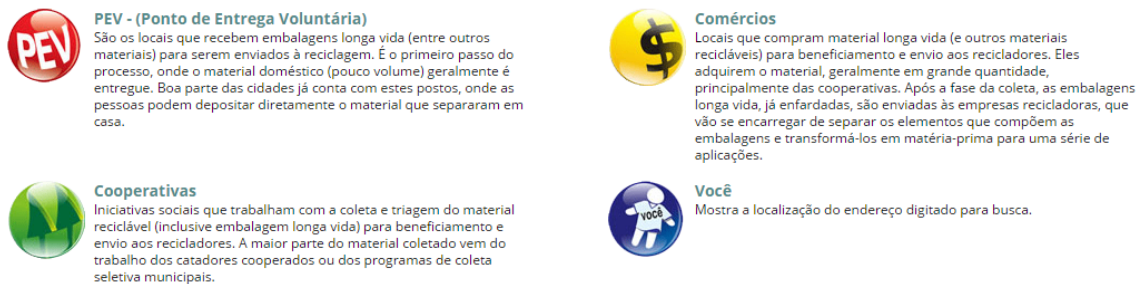 PEV
PEV - (Ponto de Entrega Voluntária)
São os locais que recebem embalagens longa vida (entre outros
materiais) para serem enviados à reciclagem. É o primeiro passo do
processo, onde o material doméstico (pouco volume) geralmente é
entregue. Boa parte das cidades já conta com estes postos, onde as
pessoas podem depositar diretamente o material que separaram em
casa.
$
Comércios
Locais que compram material longa vida (e outros materiais
recicláveis) para beneficiamento e envio aos recicladores. Eles
adquirem o material, geralmente em grande quantidade,
principalmente das cooperativas. Após a fase da coleta, as embalagens
longa vida, já enfardadas, são enviadas às empresas recicladoras, que
vão se encarregar de separar os elementos que compõem as
embalagens e transformá-los em matéria-prima para uma série de
aplicações.
Cooperativas
Iniciativas sociais que trabalham com a coleta e triagem do material
reciclável (inclusive embalagem longa vida) para beneficiamento e
envio aos recicladores. A maior parte do material coletado vem do
trabalho dos catadores cooperados ou dos programas de coleta
seletiva municipais.
você
Você
Mostra a localização do endereço digitado para busca.